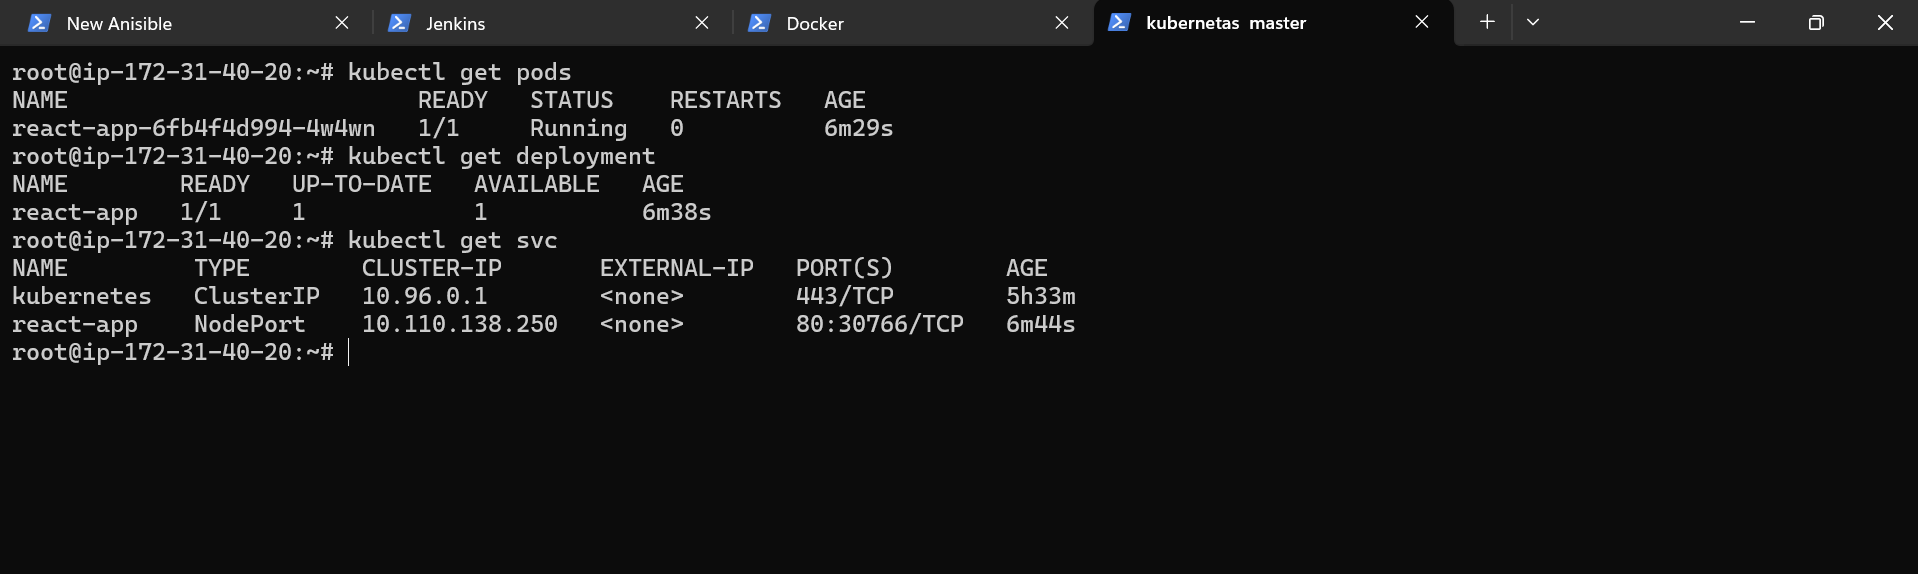 New Anisible Jenkins Docker kubernetas master
root@ip-172-31-40-20:~# kubectl get pods
NAME READY STATUS RESTARTS AGE
react-app-6fb4f4d994-4w4wn 1/1 Running 0 6m29s
root@ip-172-31-40-20:~# kubectl get deployment
NAME READY UP-TO-DATE AVAILABLE AGE
react-app 1/1 1 1 6m38s
root@ip-172-31-40-20:~# kubectl get svc
NAME TYPE CLUSTER-IP EXTERNAL-IP PORT(S) AGE
kubernetes ClusterIP 10.96.0.1 <none> 443/TCP 5h33m
react-app NodePort 10.110.138.250 <none> 80:30766/TCP 6m44s
root@ip-172-31-40-20:~#